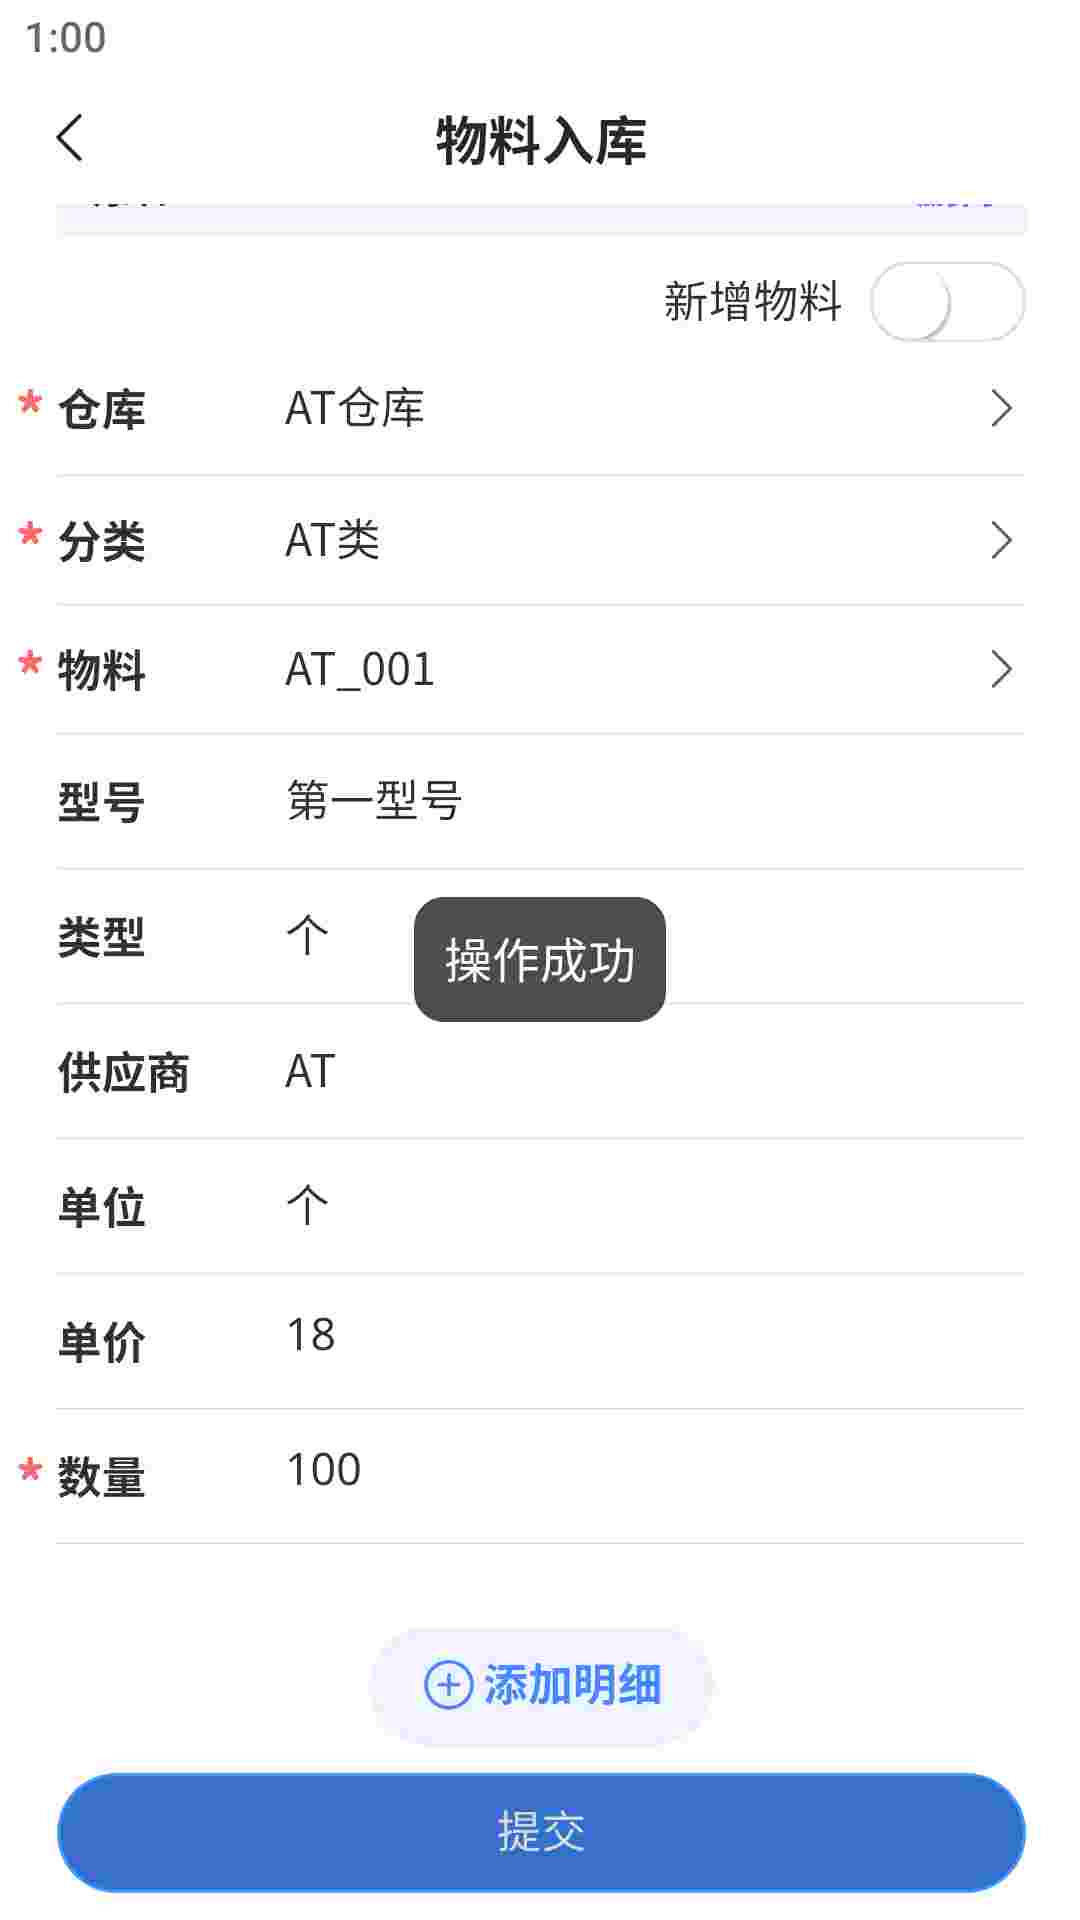 1:00
物料入库
新增物料
* 仓库 AT仓库
* 分类 AT类
* 物料 AT_001
型号 第一型号
类型 个
操作成功
供应商 AT
单位 个
单价 18
* 数量 100
添加明细
提交